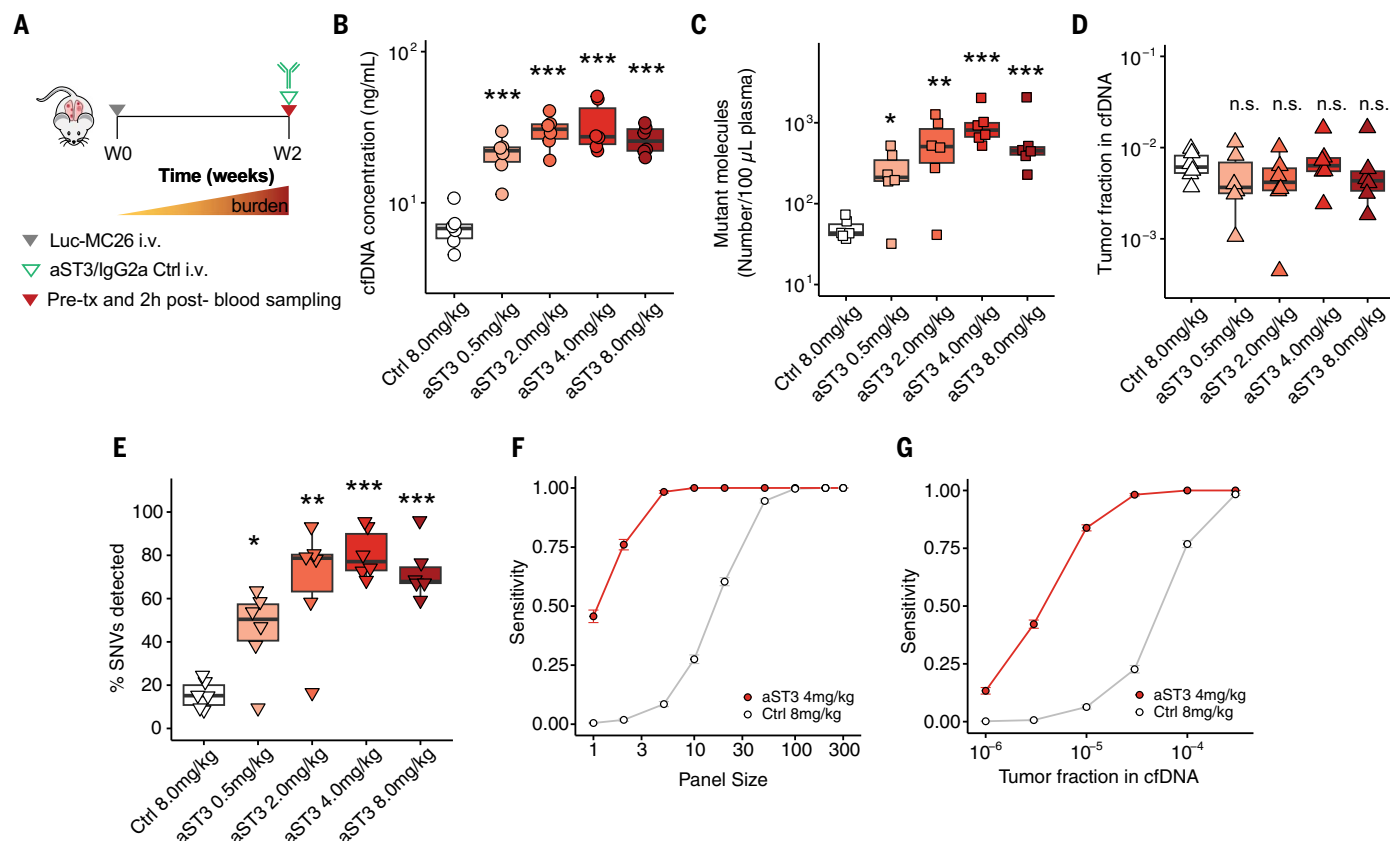 A
W0
W2
Time (weeks)
burden
Luc-MC26 i.v.
aST3/IgG2a Ctrl i.v.
Pre-tx and 2h post- blood sampling
B
cfDNA concentration (ng/mL)
10²
10¹
***
***
***
***
Ctrl 8.0mg/kg
aST3 0.5mg/kg
aST3 2.0mg/kg
aST3 4.0mg/kg
aST3 8.0mg/kg
C
Mutant molecules
(Number/100 µL plasma)
10³
10²
10¹
*
**
***
***
Ctrl 8.0mg/kg
aST3 0.5mg/kg
aST3 2.0mg/kg
aST3 4.0mg/kg
aST3 8.0mg/kg
D
Tumor fraction in cfDNA
10⁻¹
10⁻²
10⁻³
n.s.
n.s.
n.s.
n.s.
Ctrl 8.0mg/kg
aST3 0.5mg/kg
aST3 2.0mg/kg
aST3 4.0mg/kg
aST3 8.0mg/kg
E
% SNVs detected
100
80
60
40
20
0
*
**
***
***
Ctrl 8.0mg/kg
aST3 0.5mg/kg
aST3 2.0mg/kg
aST3 4.0mg/kg
aST3 8.0mg/kg
F
Sensitivity
1.00
0.75
0.50
0.25
0.00
aST3 4mg/kg
Ctrl 8mg/kg
1 3 10 30 100 300
Panel Size
G
Sensitivity
1.00
0.75
0.50
0.25
0.00
aST3 4mg/kg
Ctrl 8mg/kg
10⁻⁶ 10⁻⁵ 10⁻⁴
Tumor fraction in cfDNA